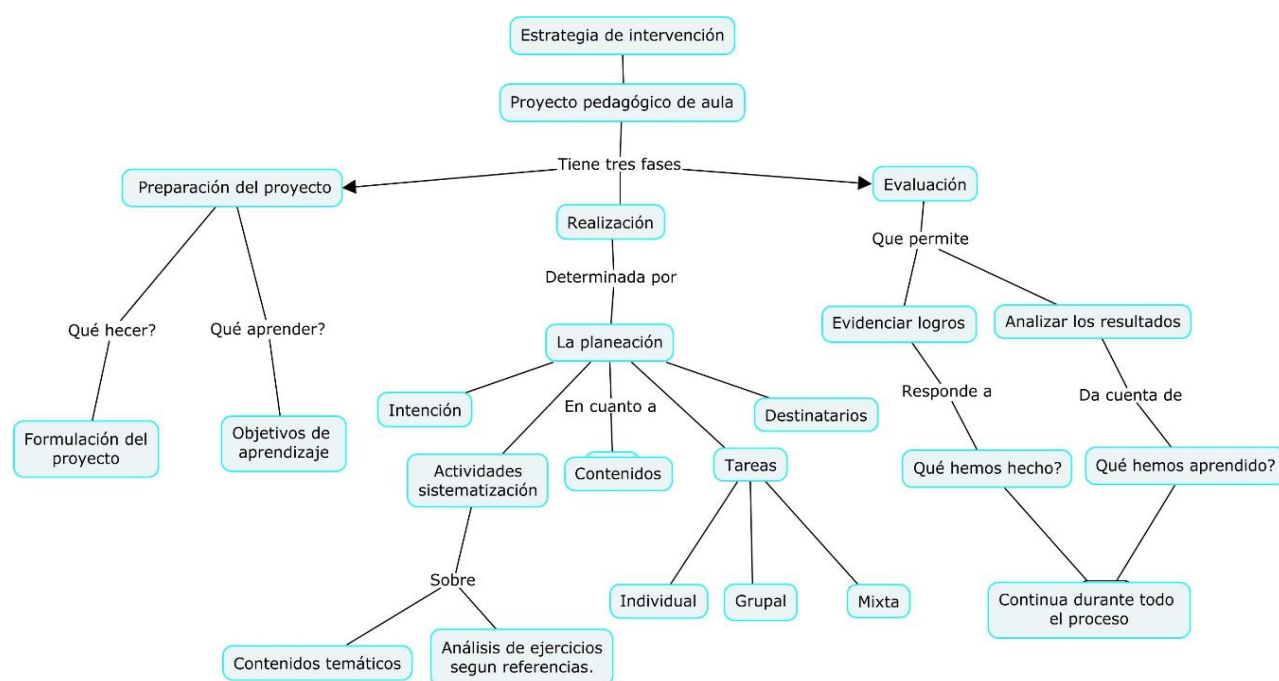 Estrategia de intervención
Proyecto pedagógico de aula
Tiene tres fases
Preparación del proyecto
Evaluación
Realización
Que permite
Determinada por
Qué hecer?
Qué aprender?
Evidenciar logros
Analizar los resultados
La planeación
Intención
En cuanto a
Destinatarios
Responde a
Da cuenta de
Formulación del
proyecto
Objetivos de
aprendizaje
Actividades
sistematización
Contenidos
Tareas
Qué hemos hecho?
Qué hemos aprendido?
Sobre
Individual
Grupal
Mixta
Continua durante todo
el proceso
Contenidos temáticos
Análisis de ejercicios
segun referencias.